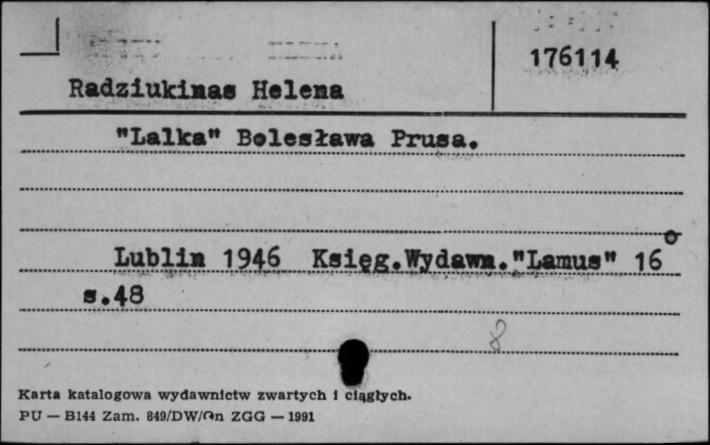 176114
Radziukinas Helena
"Lalka" Bolesława Prusa.
Lublin 1946 Księg.Wydawn."Lamus" 16°
s.48
8
Karta katalogowa wydawnictw zwartych i ciągłych.
PU — B144 Zam. 849/DW/ ZGG — 1991